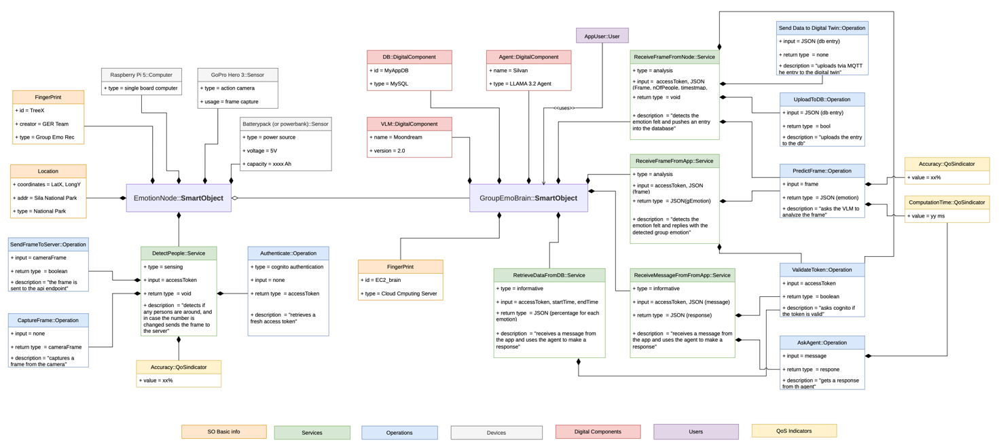 AppUser::User
<<uses>>
Raspberry Pi 5::Computer
+ type = single board computer
GoPro Hero 3::Sensor
+ type = action camera
+ usage = frame capture
Batterypack (or powerbank)::Sensor
+ type = power source
+ voltage = 5V
+ capacity = xxxx Ah
FingerPrint
+ id = TreeX
+ creator = GER Team
+ type = Group Emo Rec
Location
+ coordinates = LatX, LongY
+ addr = Sila National Park
+ type = National Park
EmotionNode::SmartObject
SendFrameToServer::Operation
+ input = cameraFrame
+ return type = boolean
+ description = "the frame is
sent to the api endpoint"
CaptureFrame::Operation
+ input = none
+ return type = cameraFrame
+ description = "captures a
frame from the camera"
DetectPeople::Service
+ type = sensing
+ input = accessToken
+ return type = void
+ description = "detects if
any persons are around, and
in case the number is
changed sends the frame to
the server"
Authenticate::Operation
+ type = cognito authentication
+ input = none
+ return type = accessToken
+ description = "retrieves a
fresh access token"
Accuracy::QoSindicator
+ value = xx%
DB::DigitalComponent
+ id = MyAppDB
+ type = MySQL
Agent::DigitalComponent
+ name = Silvan
+ type = LLAMA 3.2 Agent
VLM::DigitalComponent
+ name = Moondream
+ version = 2.0
GroupEmoBrain::SmartObject
FingerPrint
+ id = EC2_brain
+ type = Cloud Cmputing Server
RetrieveDataFromDB::Service
+ type = informative
+ input = accessToken, startTime, endTime
+ return type = JSON (percentage for each
emotion)
+ description = "receives a message from
the app and uses the agent to make a
response"
ReceiveFrameFromNode::Service
+ type = analysis
+ input = accessToken, JSON
(Frame, nOfPeople, timestmap,
+ return type = void
+ description = "detects the
emotion felt and pushes an entry
into the database"
ReceiveFrameFromApp::Service
+ type = analysis
+ input = accessToken, JSON
(frame)
+ return type = JSON(gEmotion)
+ description = "detects the
emotion felt and replies with the
detected group emotion"
ReceiveMessageFromFromApp::Service
+ type = informative
+ input = accessToken, JSON (message)
+ return type = JSON (response)
+ description = "receives a message from
the app and uses the agent to make a
response"
Send Data to Digital Twin::Operation
+ input = JSON (db entry)
+ return type = none
+ description = "uploads tvia MQTT
he entry to the digital twin"
UploadToDB::Operation
+ input = JSON (db entry)
+ return type = bool
+ description = "uploads the entry
to the db"
PredictFrame::Operation
+ input = frame
+ return type = JSON (emotion)
+ description = "asks the VLM to
analyze the frame"
Accuracy::QoSindicator
+ value = xx%
ComputationTime::QoSindicator
+ value = yy ms
ValidateToken::Operation
+ input = accessToken
+ return type = boolean
+ description = "asks cognito if
the token is valid"
AskAgent::Operation
+ input = message
+ return type = respone
+ description = "gets a response
from th agent"
SO Basic info
Services
Operations
Devices
Digital Components
Users
QoS Indicators